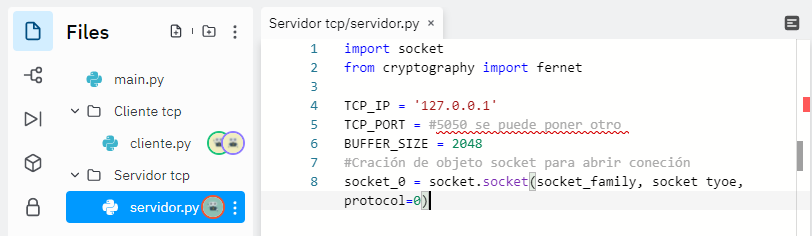 Files
main.py
Cliente tcp
cliente.py
Servidor tcp
servidor.py
Servidor tcp/servidor.py ×
1 import socket
2 from cryptography import fernet
3
4 TCP_IP = '127.0.0.1'
5 TCP_PORT = #5050 se puede poner otro
6 BUFFER_SIZE = 2048
7 #Cración de objeto socket para abrir coneción
8 socket_0 = socket.socket(socket_family, socket tyoe,
protocol=0)